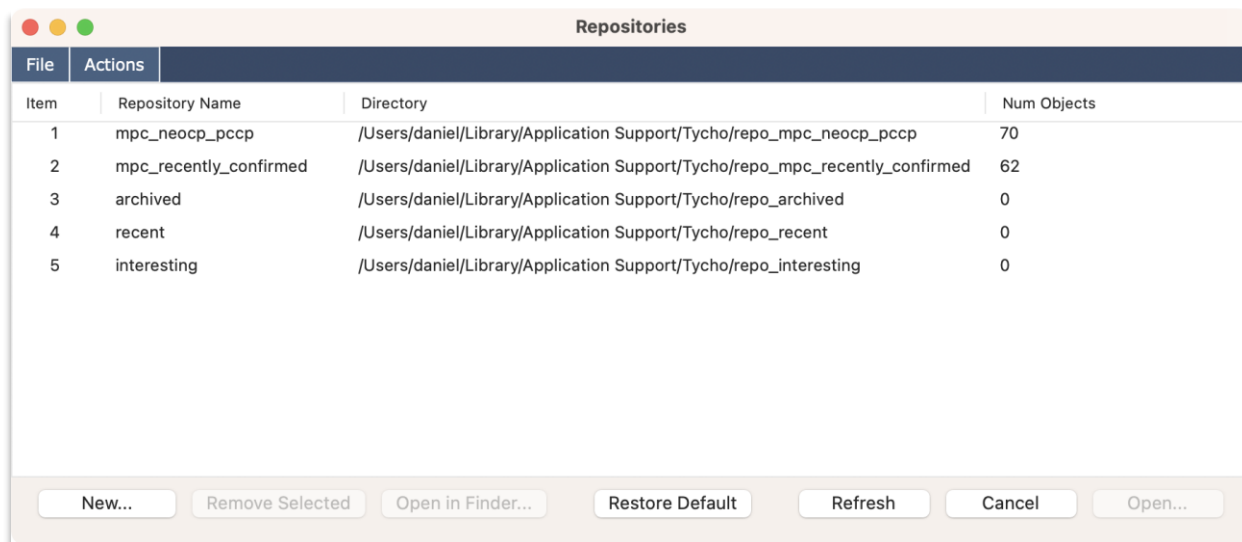 Repositories
File Actions
Item Repository Name Directory Num Objects
1 mpc_neocp_pccp /Users/daniel/Library/Application Support/Tycho/repo_mpc_neocp_pccp 70
2 mpc_recently_confirmed /Users/daniel/Library/Application Support/Tycho/repo_mpc_recently_confirmed 62
3 archived /Users/daniel/Library/Application Support/Tycho/repo_archived 0
4 recent /Users/daniel/Library/Application Support/Tycho/repo_recent 0
5 interesting /Users/daniel/Library/Application Support/Tycho/repo_interesting 0
New... Remove Selected Open in Finder... Restore Default Refresh Cancel Open...